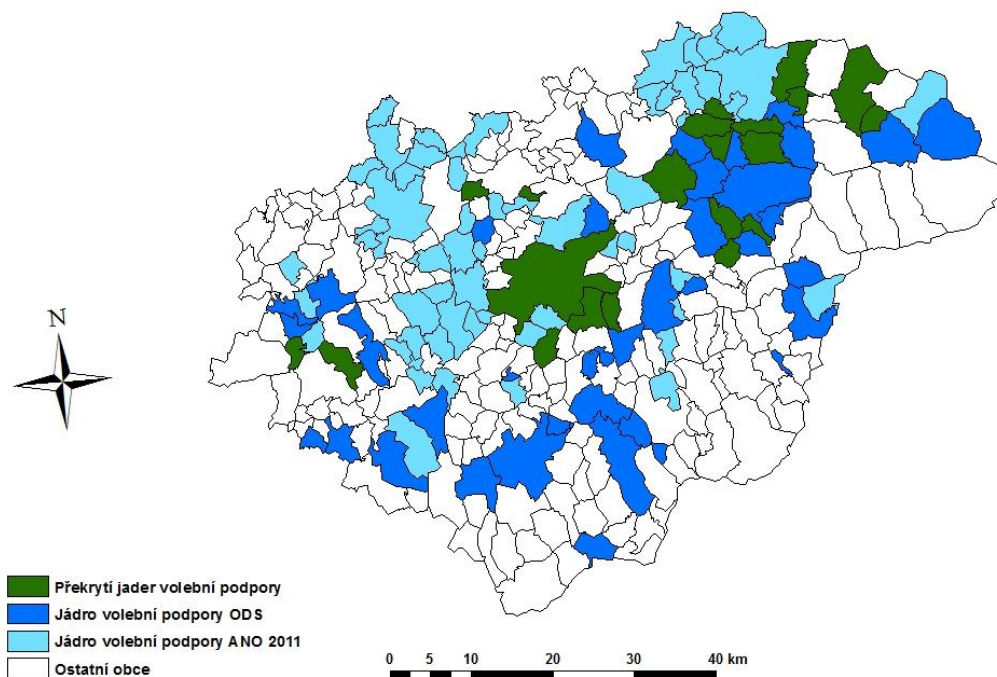 N
Překrytí jader volební podpory
Jádro volební podpory ODS
Jádro volební podpory ANO 2011
Ostatní obce
0 5 10 20 30 40 km